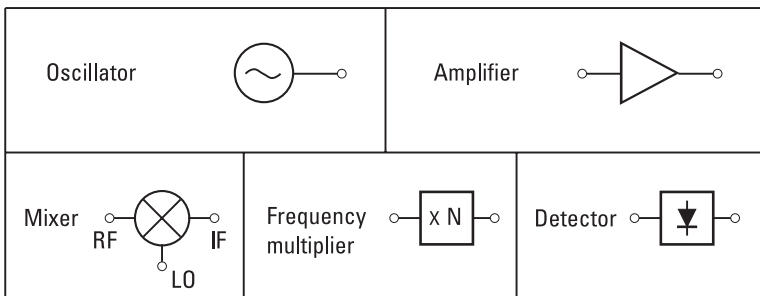 Oscillator
Amplifier
Mixer
RF
IF
LO
Frequency
multiplier
x N
Detector